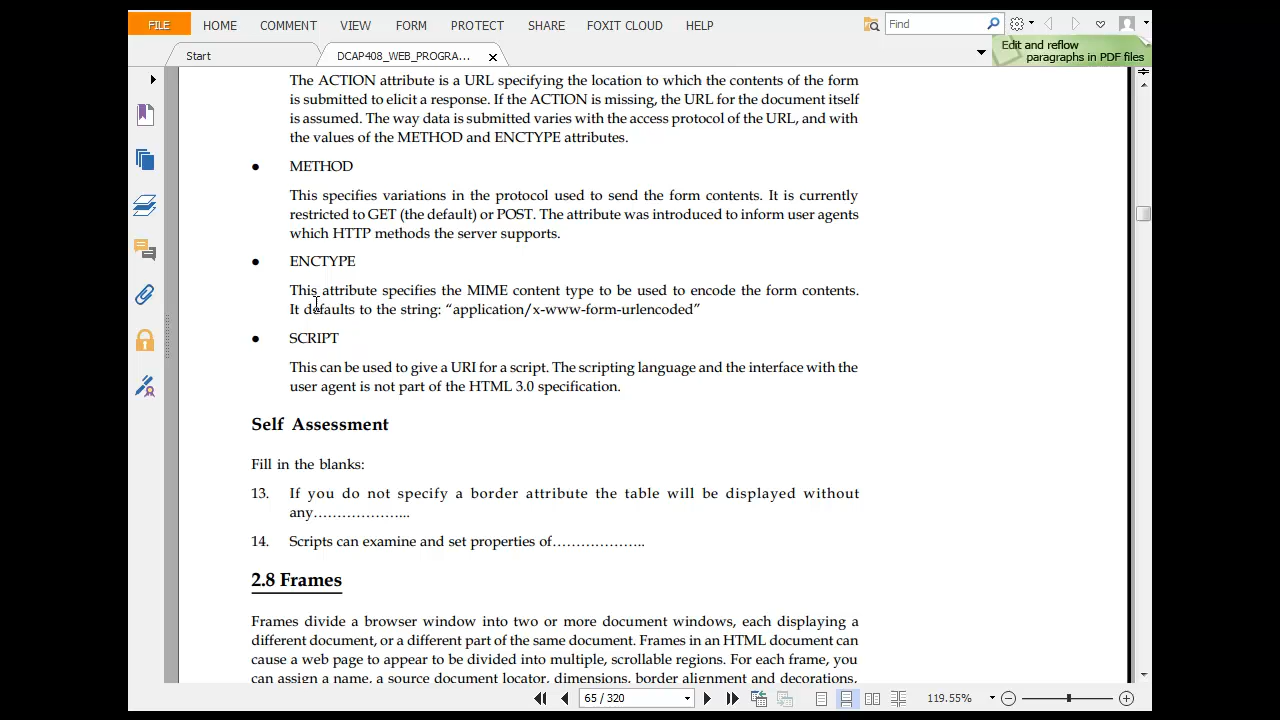 FILE HOME COMMENT VIEW FORM PROTECT SHARE FOXIT CLOUD HELP Find
Start DCAP408_WEB_PROGRA... Edit and reflow
paragraphs in PDF files
The ACTION attribute is a URL specifying the location to which the contents of the form
is submitted to elicit a response. If the ACTION is missing, the URL for the document itself
is assumed. The way data is submitted varies with the access protocol of the URL, and with
the values of the METHOD and ENCTYPE attributes.
● METHOD
This specifies variations in the protocol used to send the form contents. It is currently
restricted to GET (the default) or POST. The attribute was introduced to inform user agents
which HTTP methods the server supports.
● ENCTYPE
This attribute specifies the MIME content type to be used to encode the form contents.
It defaults to the string: “application/x-www-form-urlencoded”
● SCRIPT
This can be used to give a URI for a script. The scripting language and the interface with the
user agent is not part of the HTML 3.0 specification.
Self Assessment
Fill in the blanks:
13. If you do not specify a border attribute the table will be displayed without
any………………...
14. Scripts can examine and set properties of………………..
2.8 Frames
Frames divide a browser window into two or more document windows, each displaying a
different document, or a different part of the same document. Frames in an HTML document can
cause a web page to appear to be divided into multiple, scrollable regions. For each frame, you
can assign a name, a source document locator, dimensions, border alignment and decorations,
65 / 320 119.55%